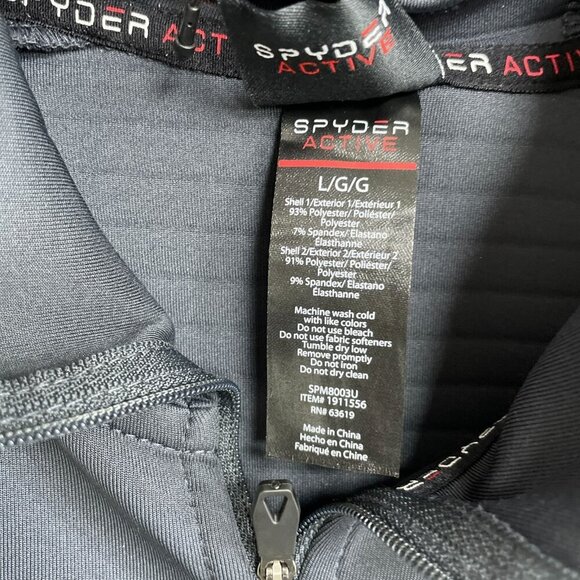 SPYDER ACTIVE
SPYDER
ACTIVE
DER ACTIV
SPYDER
ACTIVE
L/G/G
Shell 1/Exterior 1/Extérieur 1
93% Polyester/ Poliéster/
Polyester
7% Spandex/ Elastano
Élasthanne
Shell 2/Exterior 2/Extérieur 2
91% Polyester/ Poliéster/
Polyester
9% Spandex/ Elastano
Élasthanne
Machine wash cold
with like colors
Do not use bleach
Do not use fabric softeners
Tumble dry low
Remove promptly
Do not iron
Do not dry clean
SPM8003U
ITEM# 1911556
RN# 63619
Made in China
Hecho en China
Fabriqué en Chine